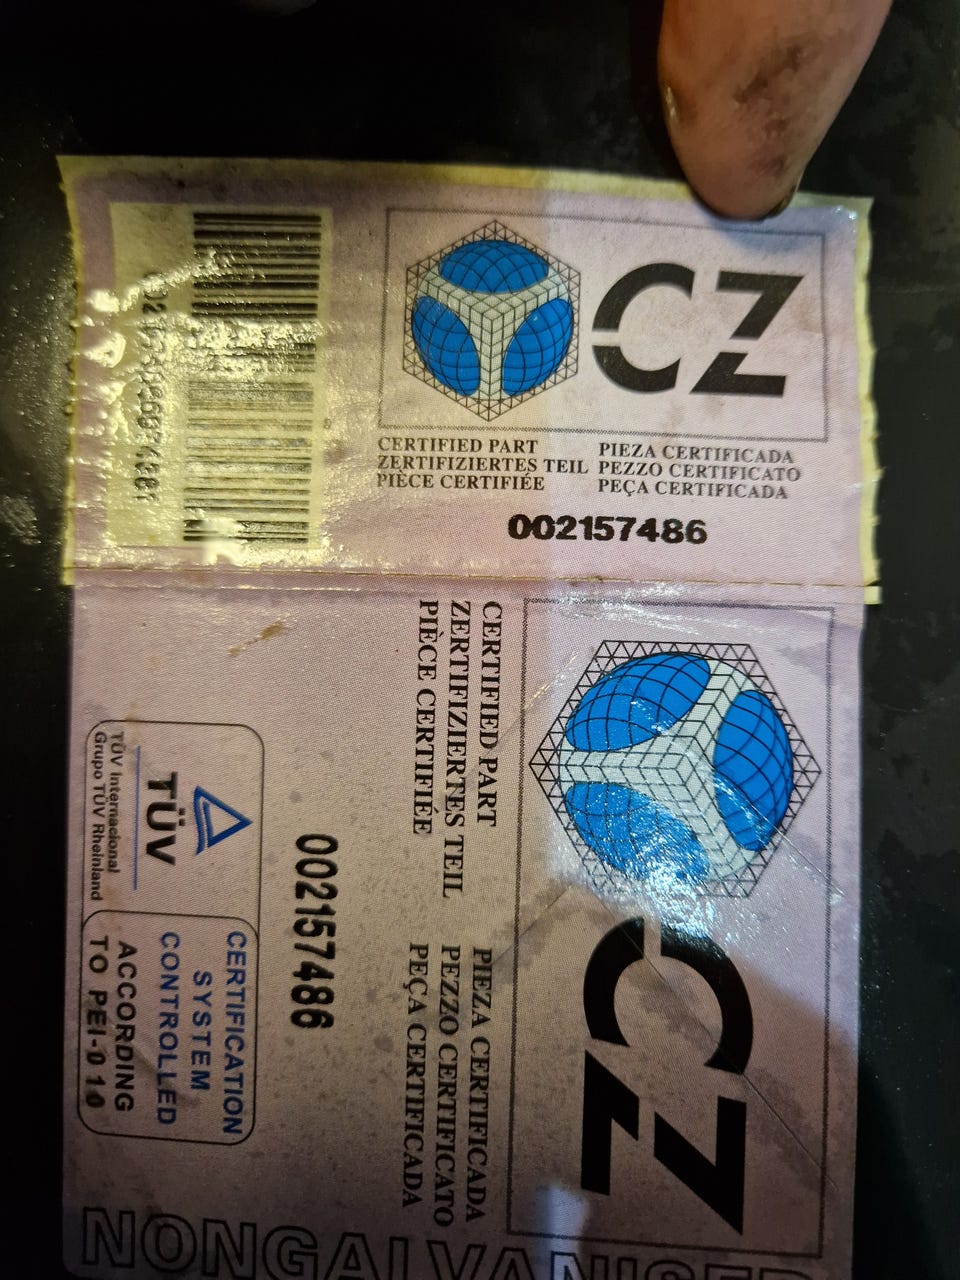 CZ
CERTIFIED PART
ZERTIFIZIERTES TEIL
PIÈCE CERTIFIÉE
PIEZA CERTIFICADA
PEZZO CERTIFICATO
PEÇA CERTIFICADA
002157486
CZ
CERTIFIED PART
ZERTIFIZIERTES TEIL
PIÈCE CERTIFIÉE
PIEZA CERTIFICADA
PEZZO CERTIFICATO
PEÇA CERTIFICADA
002157486
TÜV
TÜV Internacional
Grupo TÜV Rheinland
CERTIFICATION
SYSTEM
CONTROLLED
ACCORDING
TO PEI-010
NONGALVANISED